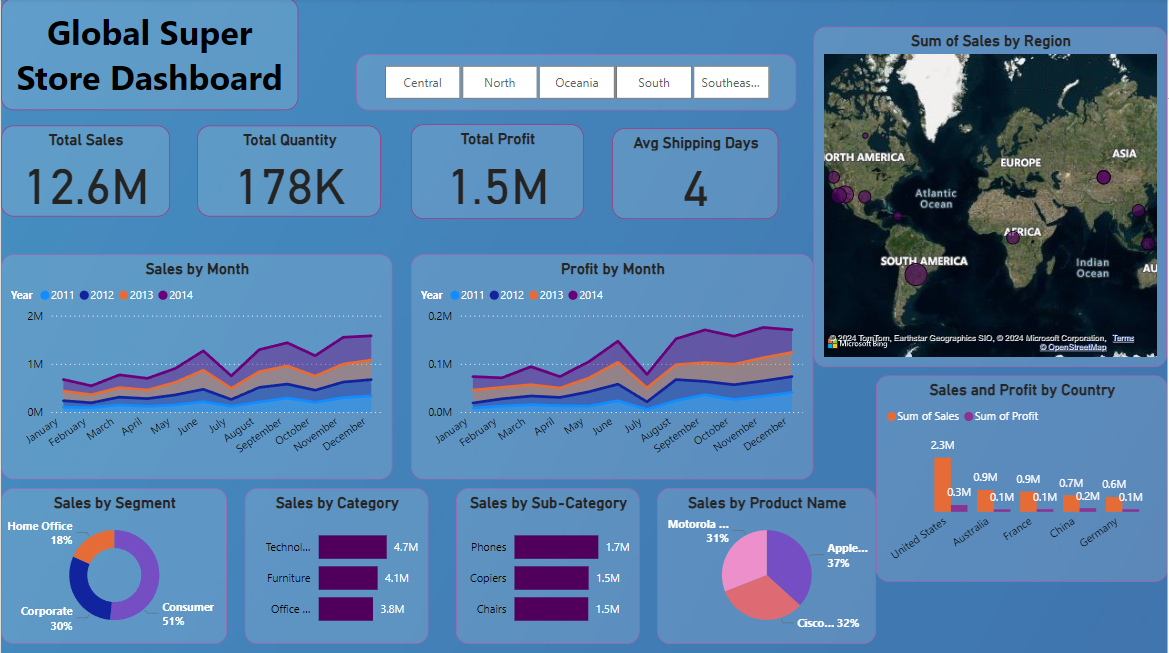 Global Super
Store Dashboard
Central
North
Oceania
South
Southeas...
Total Sales
12.6M
Total Quantity
178K
Total Profit
1.5M
Avg Shipping Days
4
Sum of Sales by Region
ORTH AMERICA
EUROPE
ASIA
Atlantic
Ocean
AFRICA
SOUTH AMERICA
Indian
Ocean
AU
© 2024 TomTom, Earthstar Geographics SIO, © 2024 Microsoft Corporation, Terms
Microsoft Bing
© OpenStreetMap
Sales by Month
Year 2011 2012 2013 2014
2M
1M
0M
January
February
March
April
May
June
July
August
September
October
November
December
Profit by Month
Year 2011 2012 2013 2014
0.2M
0.1M
0.0M
January
February
March
April
May
June
July
August
September
October
November
December
Sales and Profit by Country
Sum of Sales Sum of Profit
2.3M
0.3M
0.9M
0.1M
0.9M
0.1M
0.7M
0.2M
0.6M
0.1M
United States
Australia
France
China
Germany
Sales by Segment
Home Office
18%
Corporate
30%
Consumer
51%
Sales by Category
Technol... 4.7M
Furniture 4.1M
Office ... 3.8M
Sales by Sub-Category
Phones 1.7M
Copiers 1.5M
Chairs 1.5M
Sales by Product Name
Motorola ...
31%
Apple...
37%
Cisco... 32%